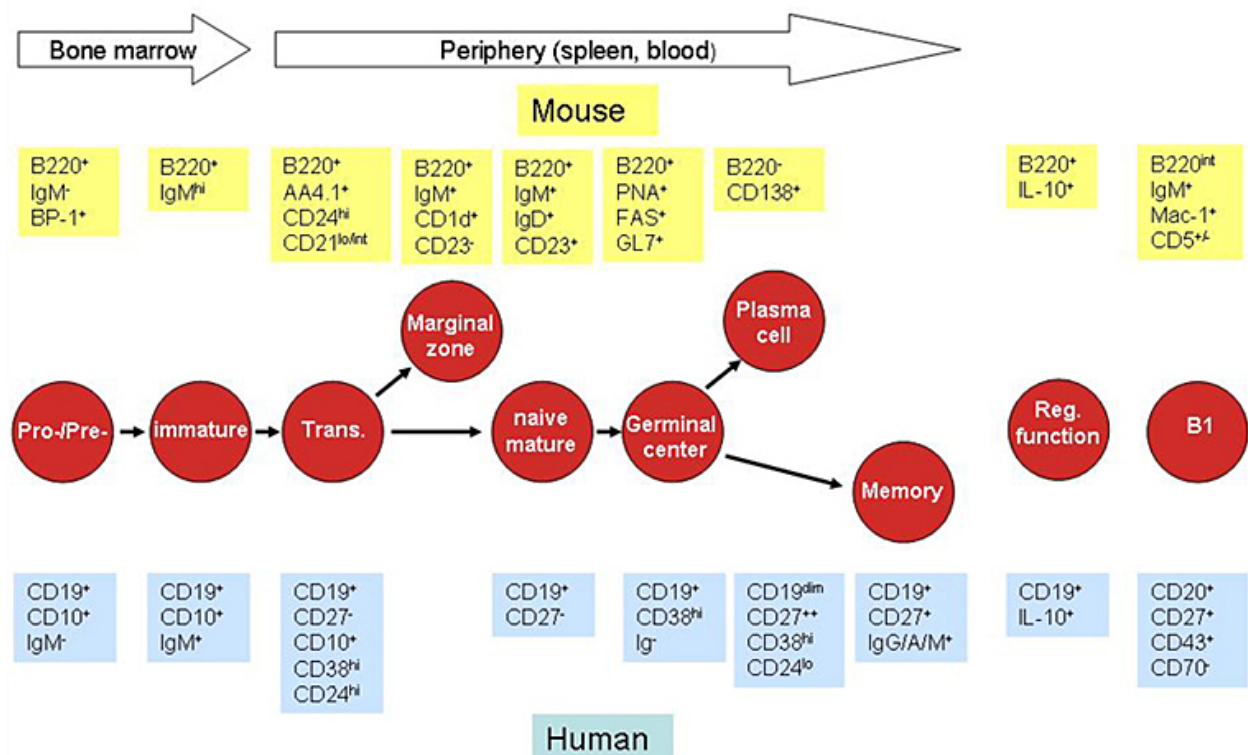 Bone marrow
Periphery (spleen, blood)
Mouse
B220⁺
IgM⁻
BP-1⁺
B220⁺
IgMʰⁱ
B220⁺
AA4.1⁺
CD24ʰⁱ
CD21ˡᵒ/ⁱⁿᵗ
B220⁺
IgM⁺
CD1d⁺
CD23⁻
B220⁺
IgM⁺
IgD⁺
CD23⁺
B220⁺
PNA⁺
FAS⁺
GL7⁺
B220⁻
CD138⁺
B220⁺
IL-10⁺
B220ⁱⁿᵗ
IgM⁺
Mac-1⁺
CD5⁺/⁻
Marginal
zone
Plasma
cell
Pro-/Pre-
immature
Trans.
naive
mature
Germinal
center
Memory
Reg.
function
B1
CD19⁺
CD10⁺
IgM⁻
CD19⁺
CD10⁺
IgM⁺
CD19⁺
CD27⁻
CD10⁺
CD38ʰⁱ
CD24ʰⁱ
CD19⁺
CD27⁻
CD19⁺
CD38ʰⁱ
Ig⁻
CD19ᵈⁱᵐ
CD27⁺⁺
CD38ʰⁱ
CD24ˡᵒ
CD19⁺
CD27⁺
IgG/A/M⁺
CD19⁺
IL-10⁺
CD20⁺
CD27⁺
CD43⁺
CD70⁻
Human